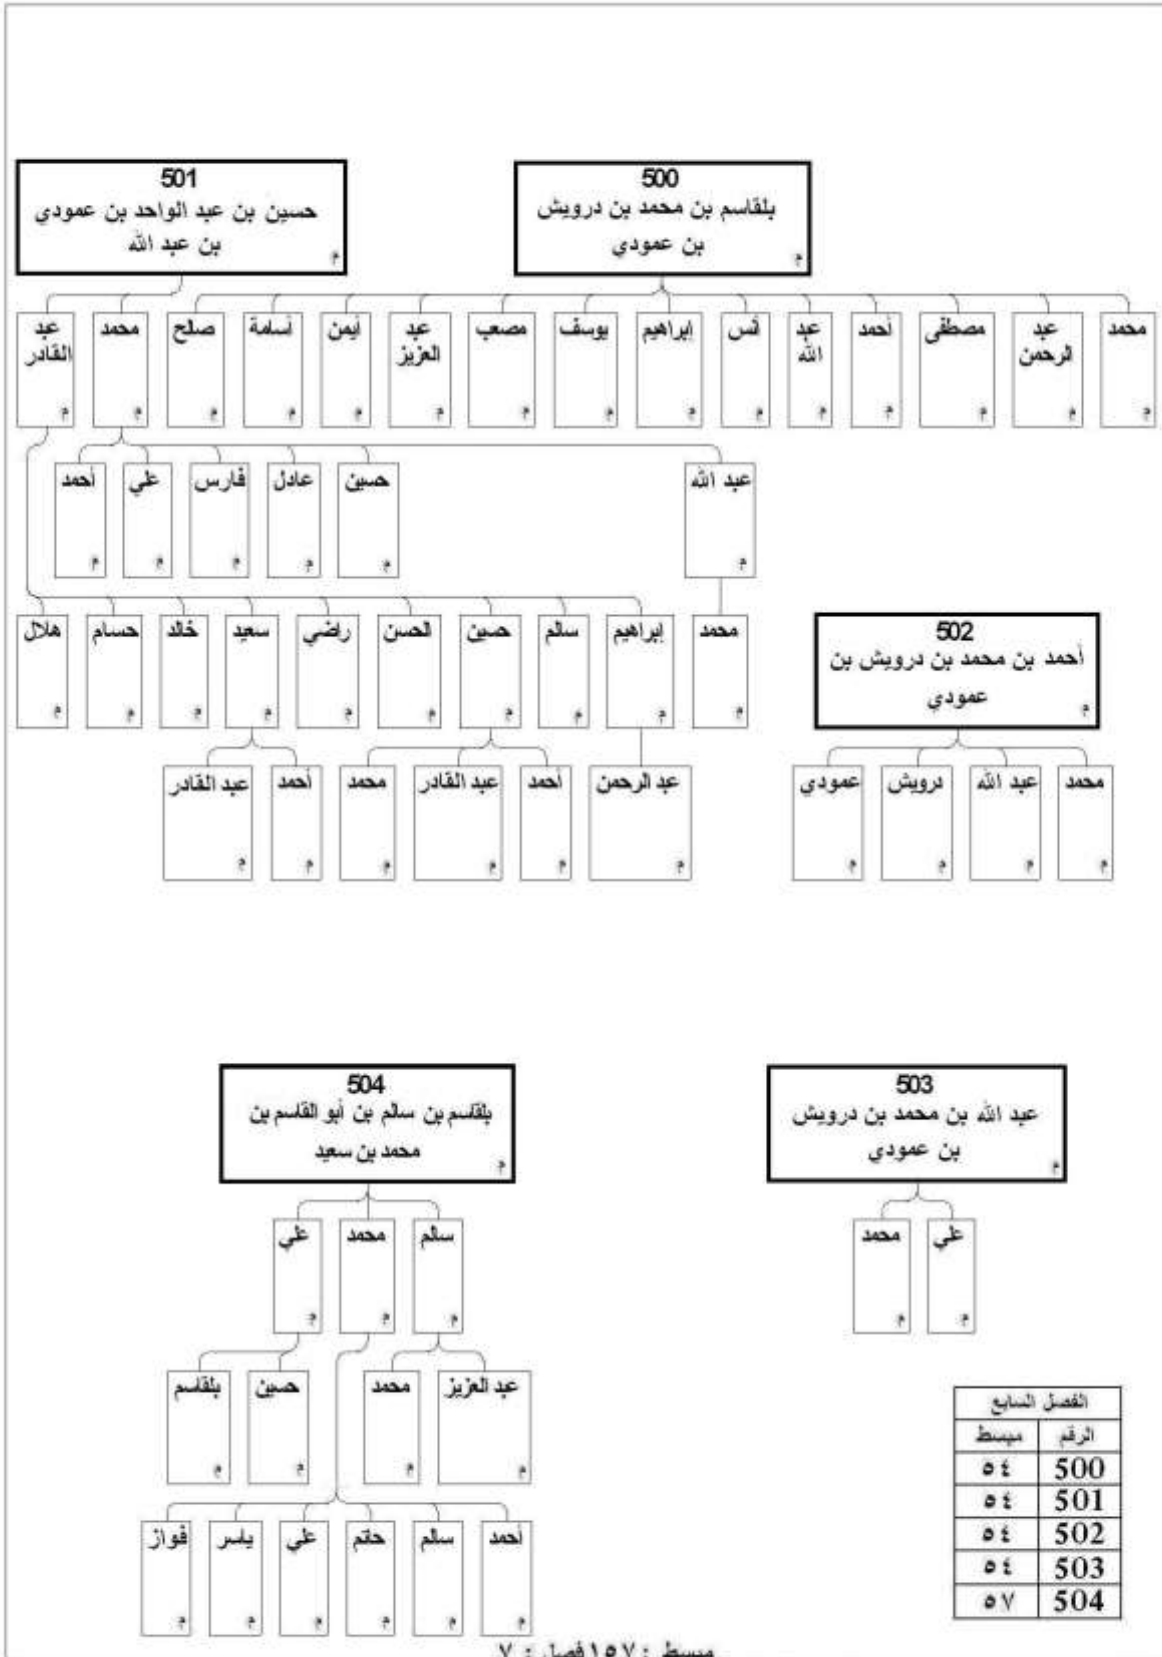 500
بلقاسم بن محمد بن درويش
بن عمودي
م
501
حسين بن عبد الواحد بن عمودي
بن عبد الله
م
محمد
م
عبد
الرحمن
م
مصطفى
م
أحمد
م
عبد
الله
م
أنس
م
إبراهيم
م
يوسف
م
مصعب
م
عبد
العزيز
م
أيمن
م
أسامة
م
صالح
م
محمد
م
عبد
القادر
م
عبد الله
م
حسين
م
عادل
م
فارس
م
علي
م
أحمد
م
محمد
م
إبراهيم
م
سالم
م
حسين
م
الحسن
م
راضي
م
سعيد
م
خالد
م
حسام
م
هلال
م
502
أحمد بن محمد بن درويش بن
عمودي
م
محمد
م
عبد الله
م
درويش
م
عمودي
م
عبد الرحمن
م
أحمد
م
عبد القادر
م
محمد
م
أحمد
م
عبد القادر
م
503
عبد الله بن محمد بن درويش
بن عمودي
م
علي
م
محمد
م
504
بلقاسم بن سالم بن أبو القاسم بن
محمد بن سعيد
م
سالم
م
محمد
م
علي
م
عبد العزيز
م
محمد
م
حسين
م
بلقاسم
م
أحمد
م
سالم
م
حاتم
م
علي
م
ياسر
م
فواز
م
الفصل السابع
الرقم مبسط
500 ٥٤
501 ٥٤
502 ٥٤
503 ٥٤
504 ٥٧
مبسط : ١٥٧ فصل : ٧